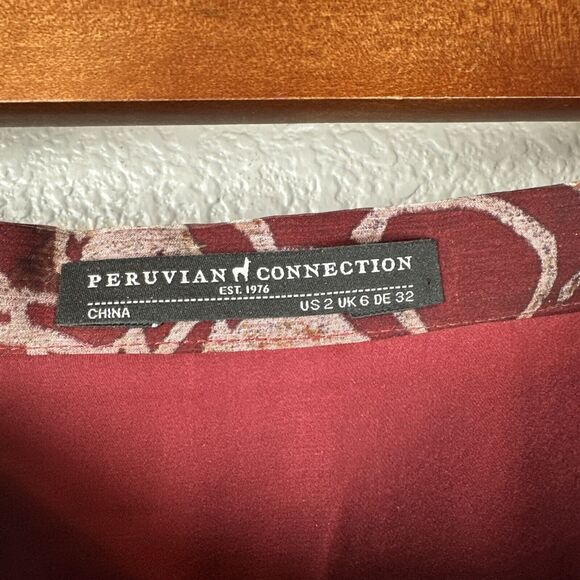 PERUVIAN CONNECTION
EST. 1976
CHINA US 2 UK 6 DE 32